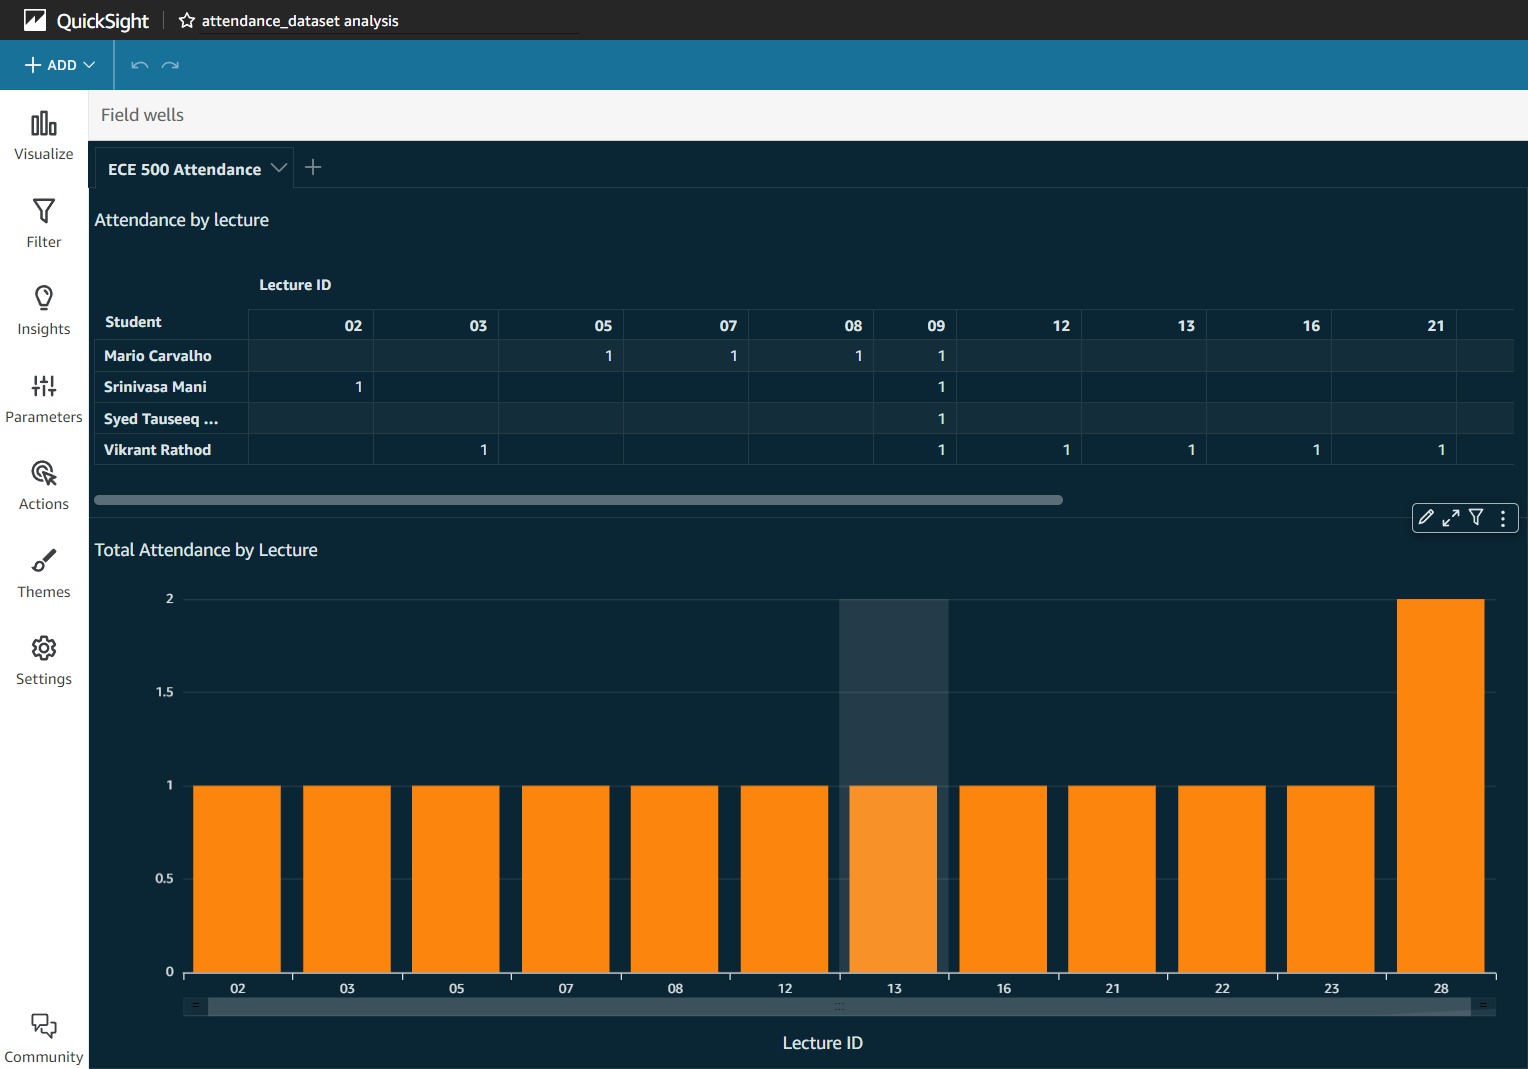 QuickSight attendance_dataset analysis
ADD
Field wells
Visualize
Filter
Insights
Parameters
Actions
Themes
Settings
Community
ECE 500 Attendance
Attendance by lecture
Lecture ID
Student 02 03 05 07 08 09 12 13 16 21
Mario Carvalho 1 1 1 1
Srinivasa Mani 1 1
Syed Tauseeq ... 1
Vikrant Rathod 1 1 1 1 1 1
Total Attendance by Lecture
2
1.5
1
0.5
0
02 03 05 07 08 12 13 16 21 22 23 28
Lecture ID